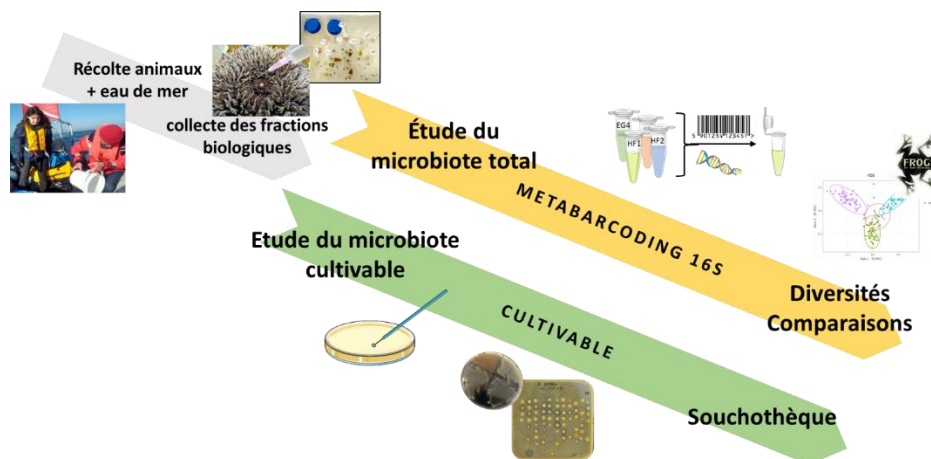 Récolte animaux
+ eau de mer
collecte des fractions
biologiques
Étude du
microbiote total
EG4
HF1
HF2
METABARCODING 16S
FROG
Etude du microbiote
cultivable
CULTIVABLE
Diversités
Comparaisons
Souchothèque